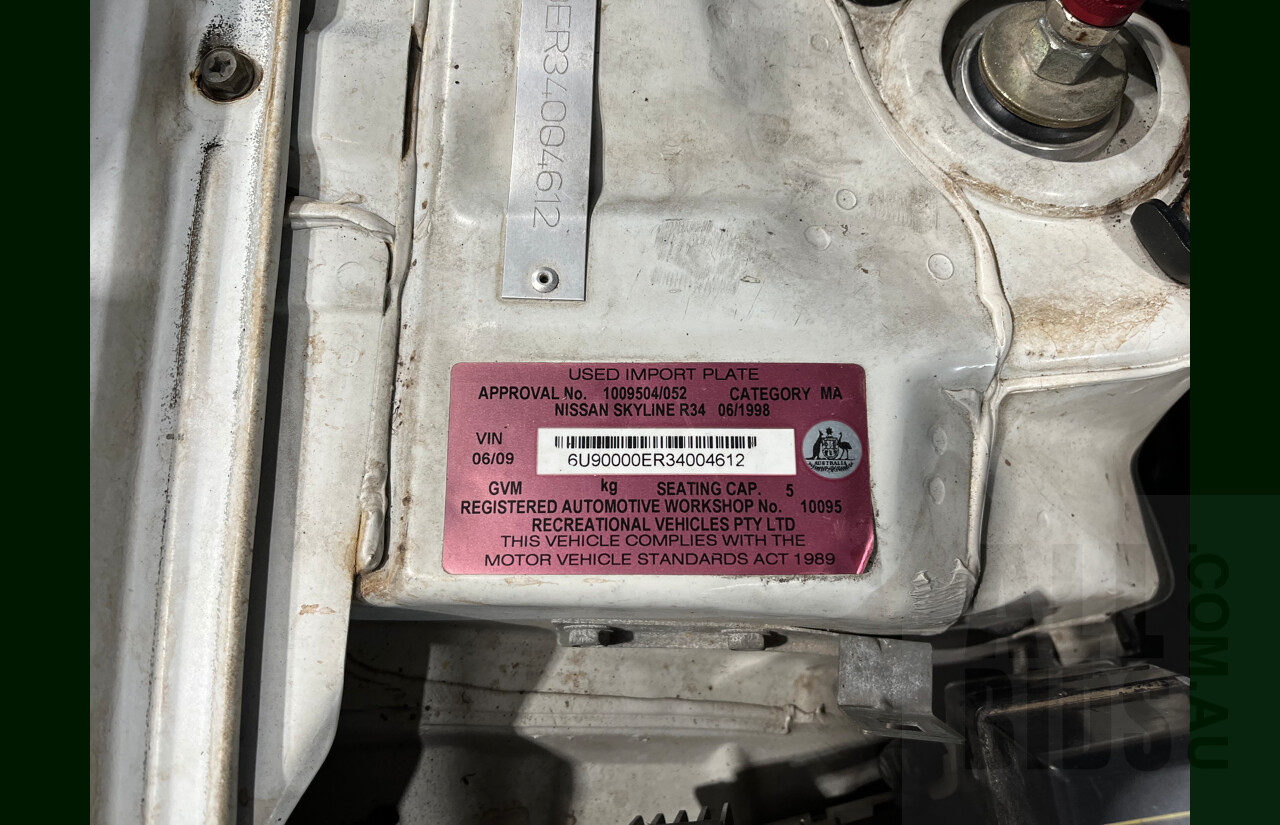 ER34004612
USED IMPORT PLATE
APPROVAL No. 1009504/052 CATEGORY MA
NISSAN SKYLINE R34 06/1998
VIN
06/09
6U90000ER34004612
AUSTRALIA
GVM kg SEATING CAP. 5
REGISTERED AUTOMOTIVE WORKSHOP No. 10095
RECREATIONAL VEHICLES PTY LTD
THIS VEHICLE COMPLIES WITH THE
MOTOR VEHICLE STANDARDS ACT 1989
ALL
BIDS
.COM.AU